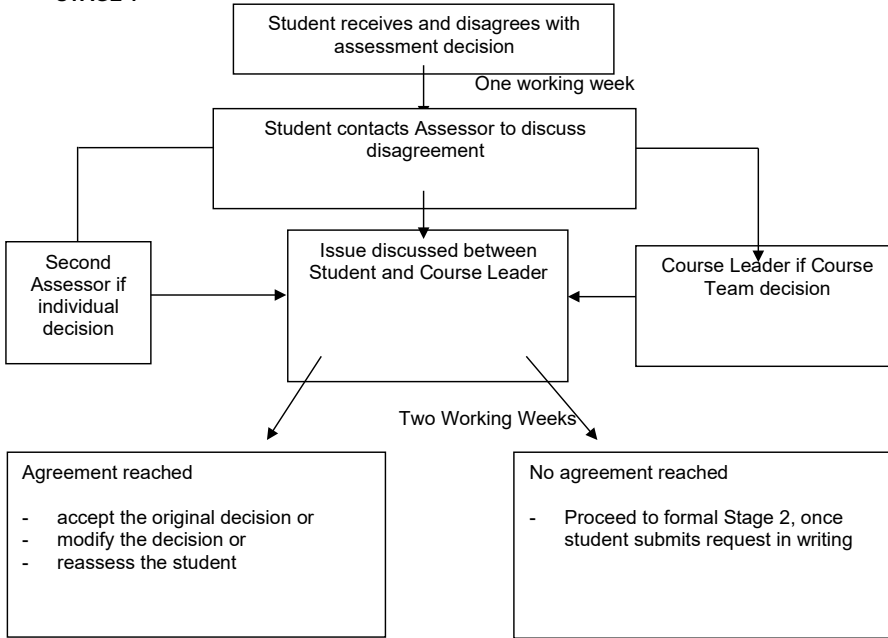 Student receives and disagrees with
assessment decision
One working week
Student contacts Assessor to discuss
disagreement
Second
Assessor if
individual
decision
Issue discussed between
Student and Course Leader
Course Leader if Course
Team decision
Two Working Weeks
Agreement reached
- accept the original decision or
- modify the decision or
- reassess the student
No agreement reached
- Proceed to formal Stage 2, once
student submits request in writing